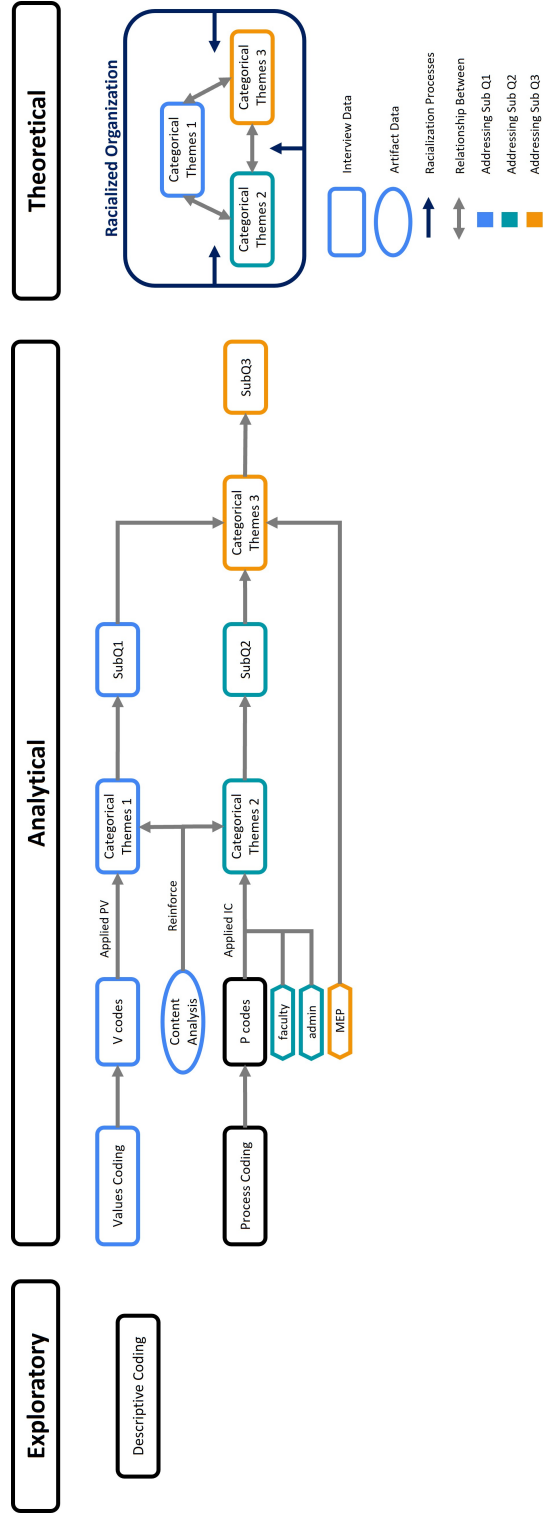 Exploratory
Analytical
Theoretical
Descriptive Coding
Values Coding
V codes
Applied PV
Categorical
Themes 1
SubQ1
Content
Analysis
Reinforce
Process Coding
P codes
Applied IC
Categorical
Themes 2
SubQ2
Categorical
Themes 3
SubQ3
faculty
admin
MEP
Racialized Organization
Categorical
Themes 1
Categorical
Themes 2
Categorical
Themes 3
Interview Data
Artifact Data
Racialization Processes
Relationship Between
Addressing Sub Q1
Addressing Sub Q2
Addressing Sub Q3